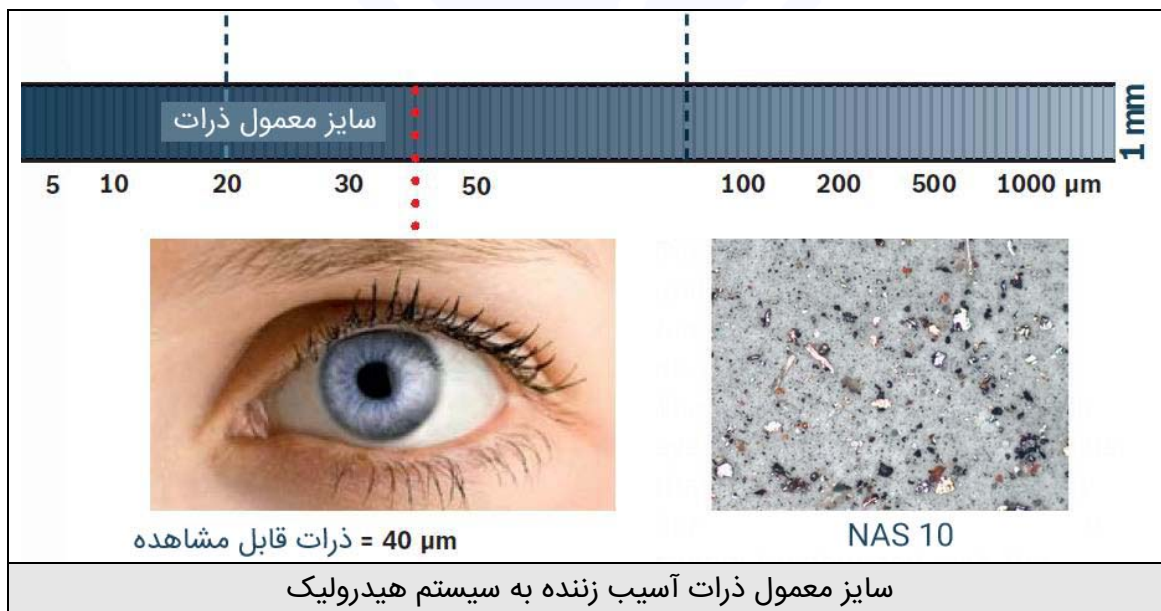 سایز معمول ذرات
1 mm
5 10 20 30 50 100 200 500 1000 µm
ذرات قابل مشاهده = 40 µm
NAS 10
سایز معمول ذرات آسیب زننده به سیستم هیدرولیک